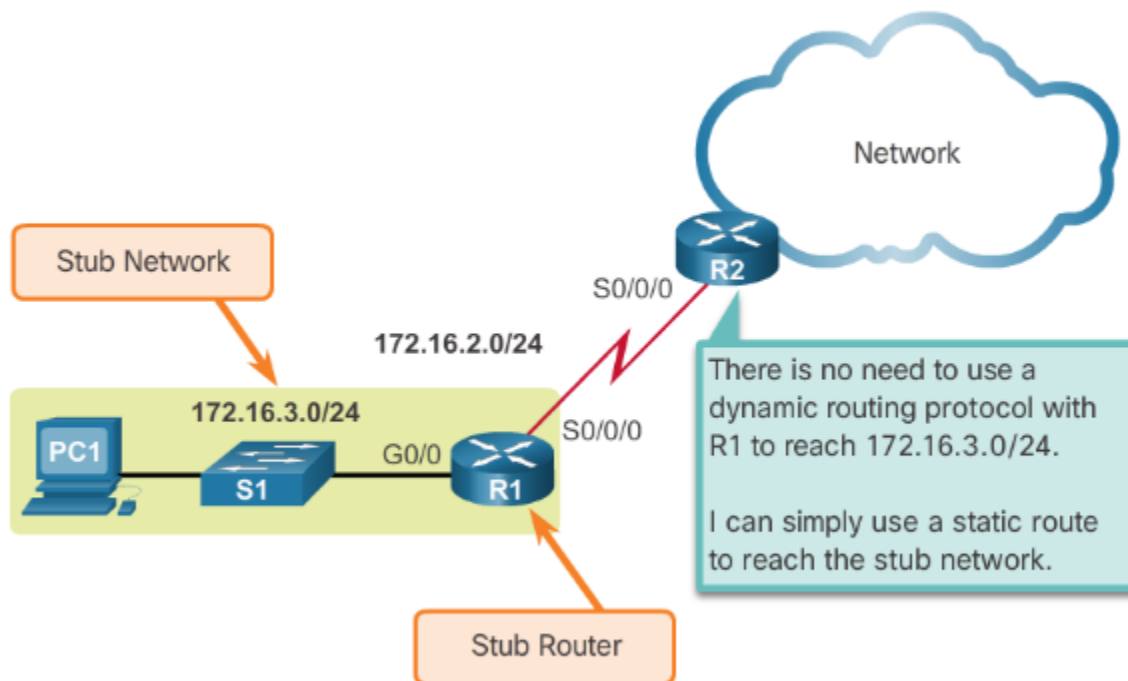 Network
R2
S0/0/0
Stub Network
172.16.2.0/24
There is no need to use a
dynamic routing protocol with
R1 to reach 172.16.3.0/24.
I can simply use a static route
to reach the stub network.
172.16.3.0/24
S0/0/0
PC1
G0/0
S1
R1
Stub Router